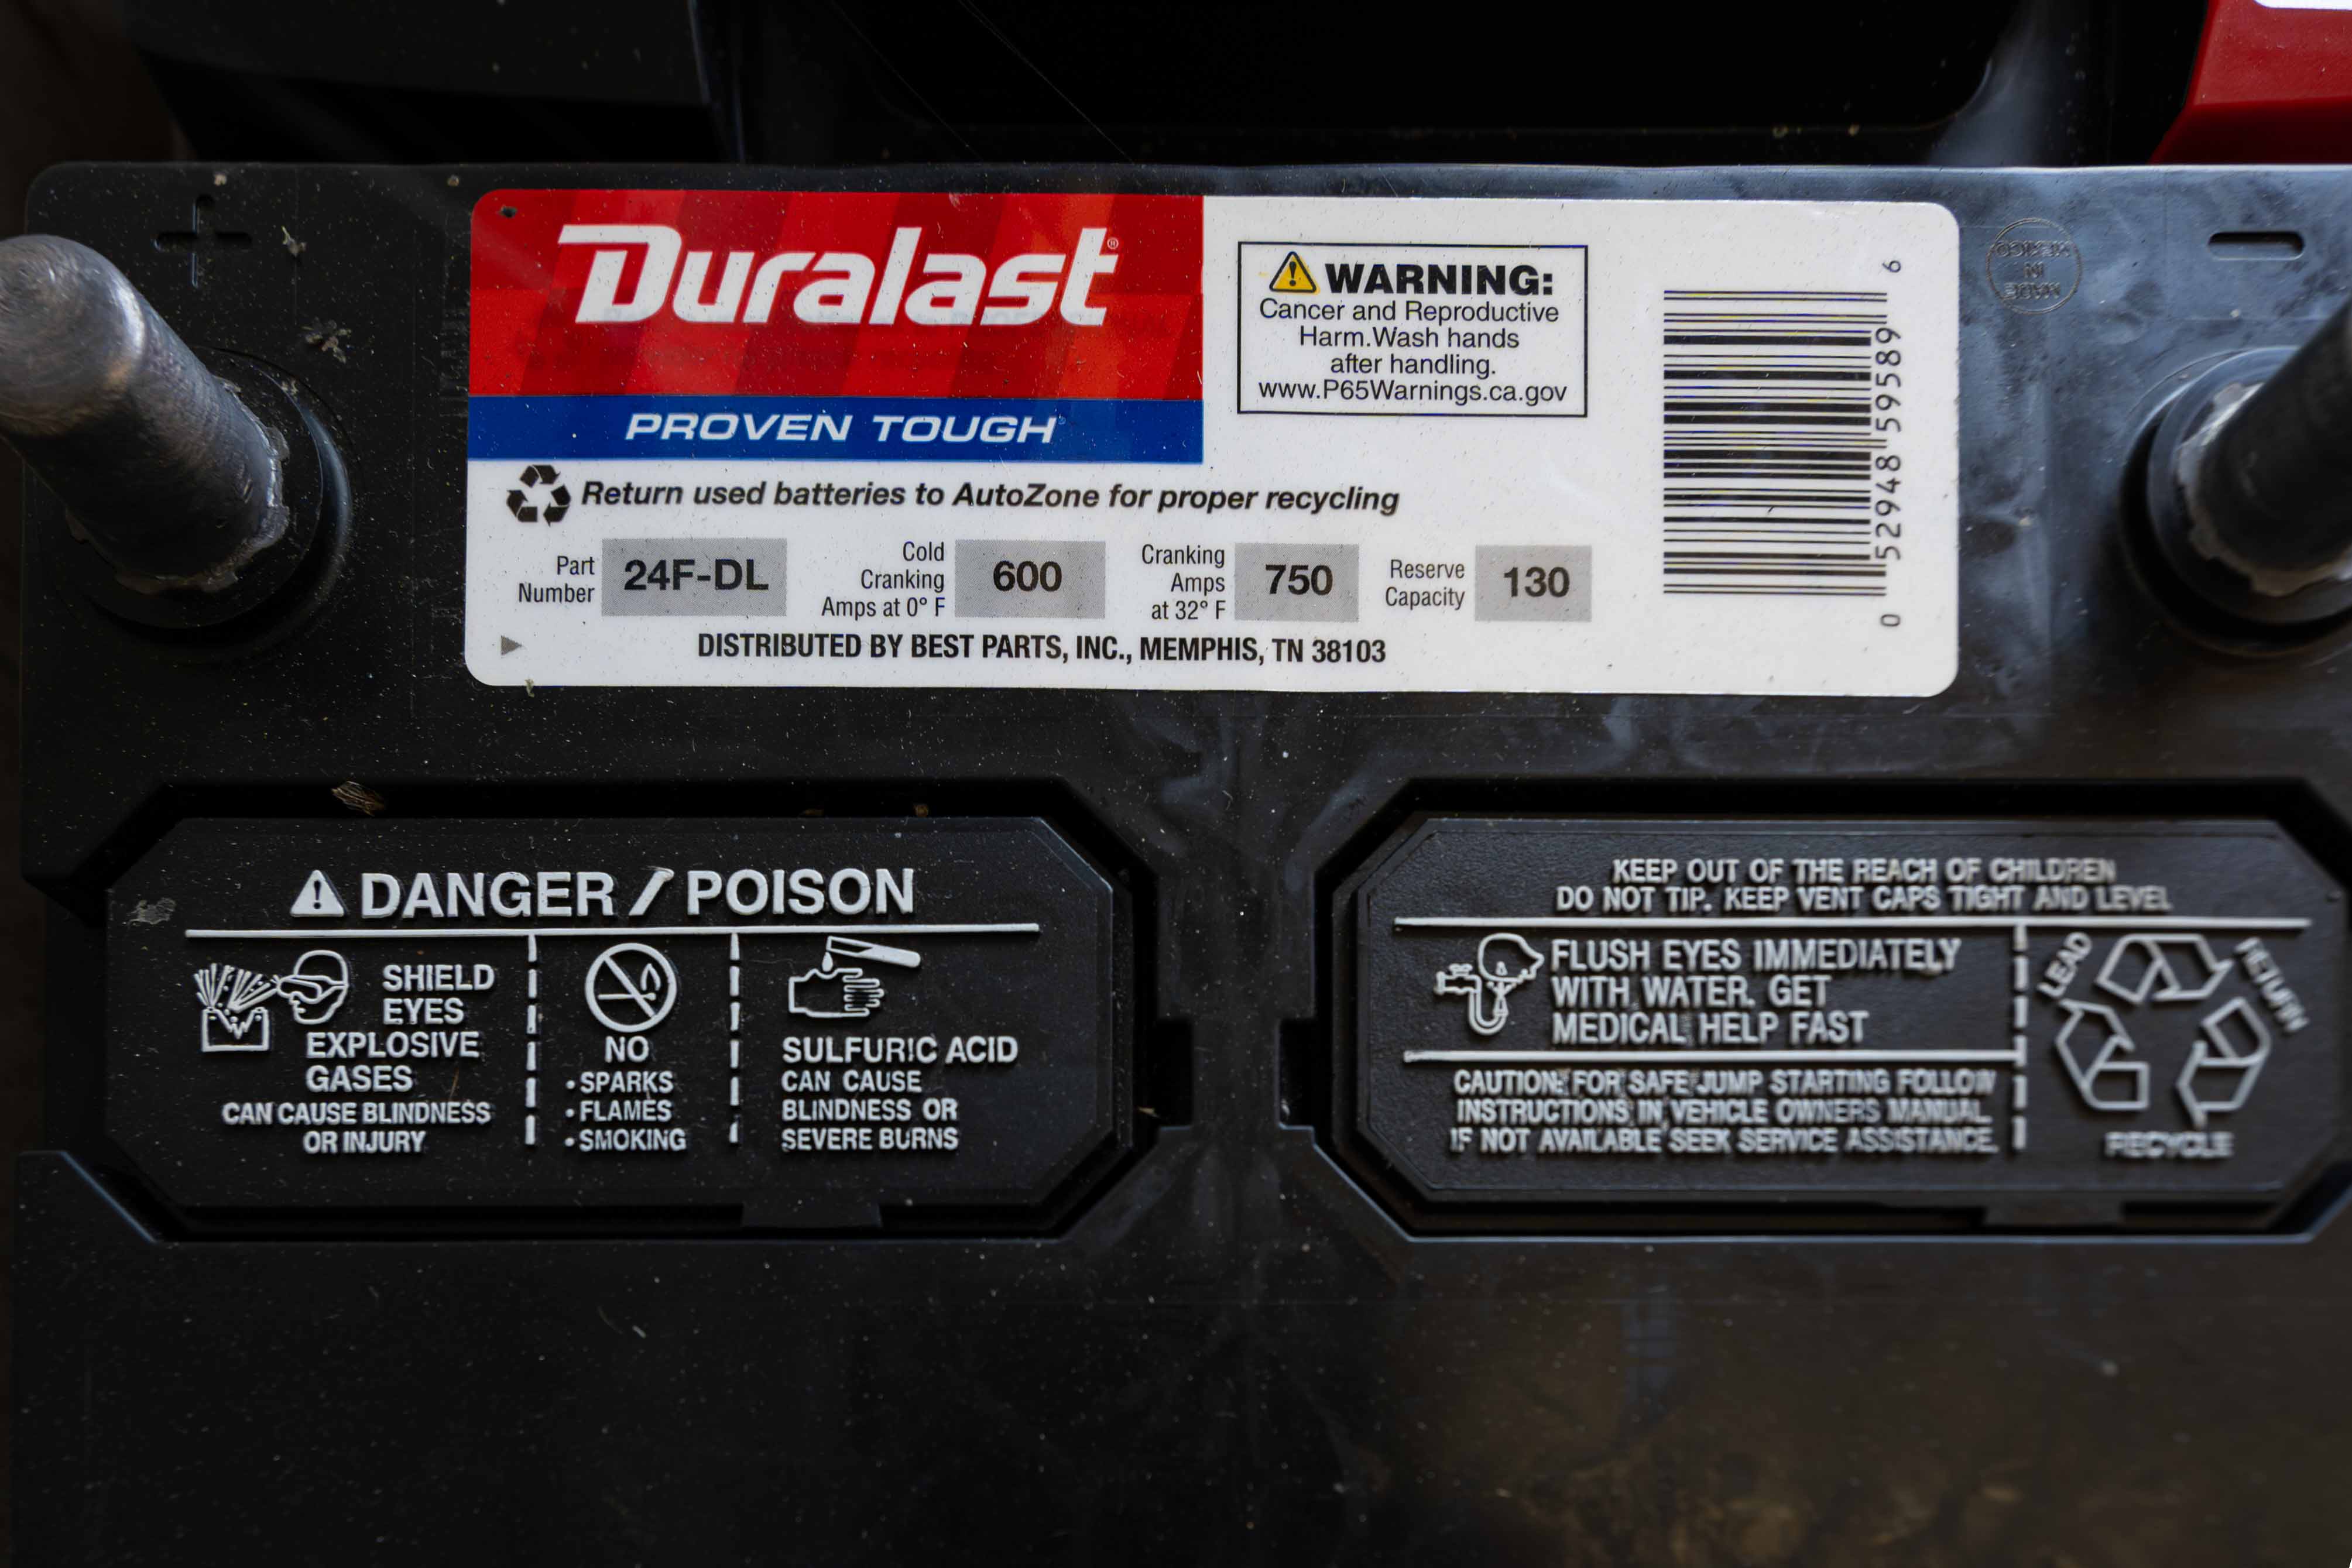 Duralast®
PROVEN TOUGH
WARNING:
Cancer and Reproductive
Harm.Wash hands
after handling.
www.P65Warnings.ca.gov
0 52948 59589 6
MADE
IN
MEXICO
Return used batteries to AutoZone for proper recycling
Part
Number
24F-DL
Cold
Cranking
Amps at 0° F
600
Cranking
Amps
at 32° F
750
Reserve
Capacity
130
DISTRIBUTED BY BEST PARTS, INC., MEMPHIS, TN 38103
DANGER / POISON
SHIELD
EYES
EXPLOSIVE
GASES
CAN CAUSE BLINDNESS
OR INJURY
NO
•SPARKS
•FLAMES
•SMOKING
SULFURIC ACID
CAN CAUSE
BLINDNESS OR
SEVERE BURNS
KEEP OUT OF THE REACH OF CHILDREN
DO NOT TIP. KEEP VENT CAPS TIGHT AND LEVEL
FLUSH EYES IMMEDIATELY
WITH WATER. GET
MEDICAL HELP FAST
CAUTION: FOR SAFE JUMP STARTING FOLLOW
INSTRUCTIONS IN VEHICLE OWNERS MANUAL
IF NOT AVAILABLE SEEK SERVICE ASSISTANCE.
LEAD
RETURN
RECYCLE